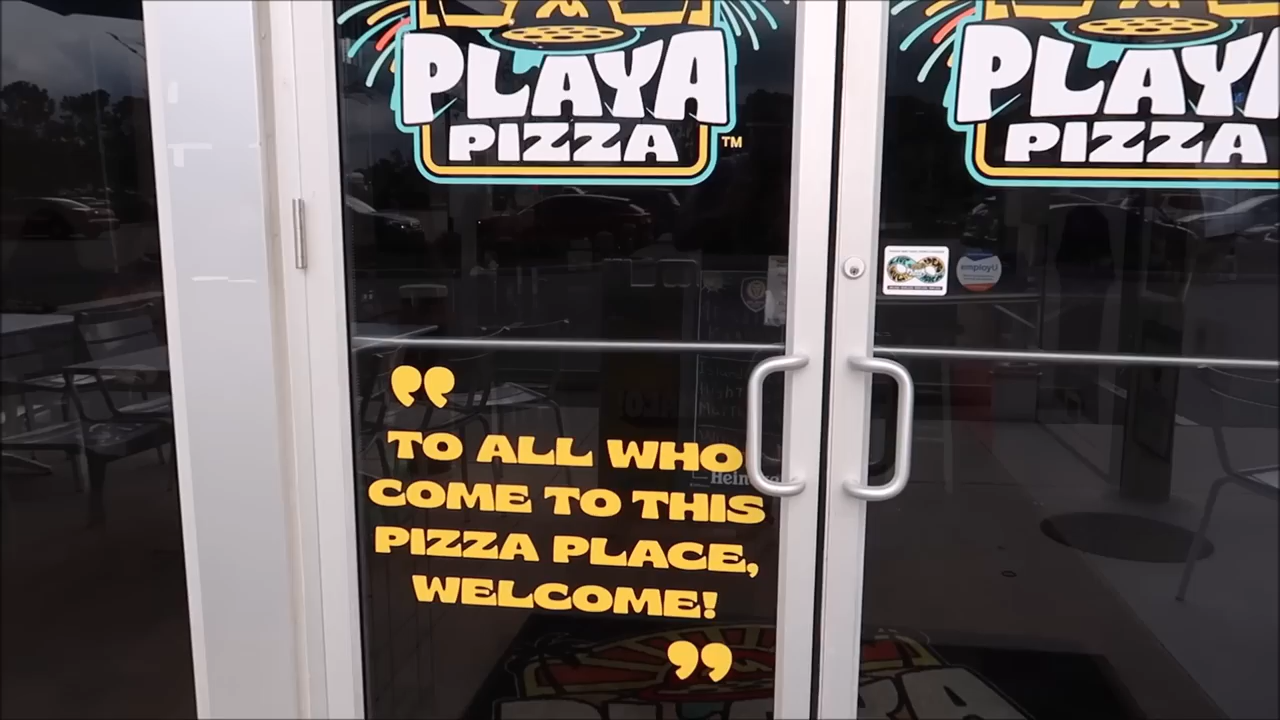 PLAYA
PIZZA
TM
PLAYA
PIZZA
employU
“
TO ALL WHO
COME TO THIS
PIZZA PLACE,
WELCOME!
”